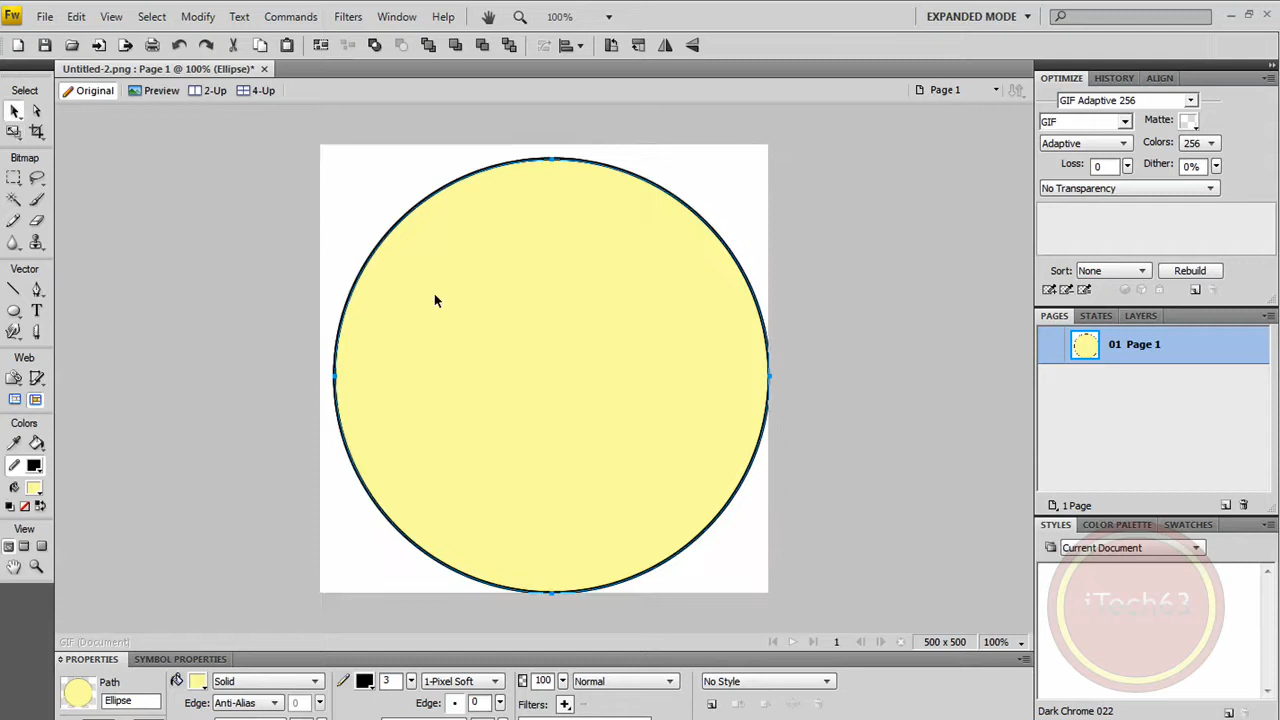 Fw File Edit View Select Modify Text Commands Filters Window Help 100% EXPANDED MODE
Untitled-2.png : Page 1 @ 100% (Ellipse)*
OPTIMIZE HISTORY ALIGN
Select
Original Preview 2-Up 4-Up Page 1
GIF Adaptive 256
GIF Matte:
Adaptive Colors: 256
Loss: 0 Dither: 0%
No Transparency
Bitmap
Vector
Sort: None Rebuild
PAGES STATES LAYERS
01 Page 1
Web
Colors
1 Page
View
STYLES COLOR PALETTE SWATCHES
Current Document
iTech63
GIF (Document) 1 500 x 500 100%
PROPERTIES SYMBOL PROPERTIES
Path Solid 3 1-Pixel Soft 100 Normal No Style
Ellipse Edge: Anti-Alias 0 Edge: 0 Filters:
Dark Chrome 022